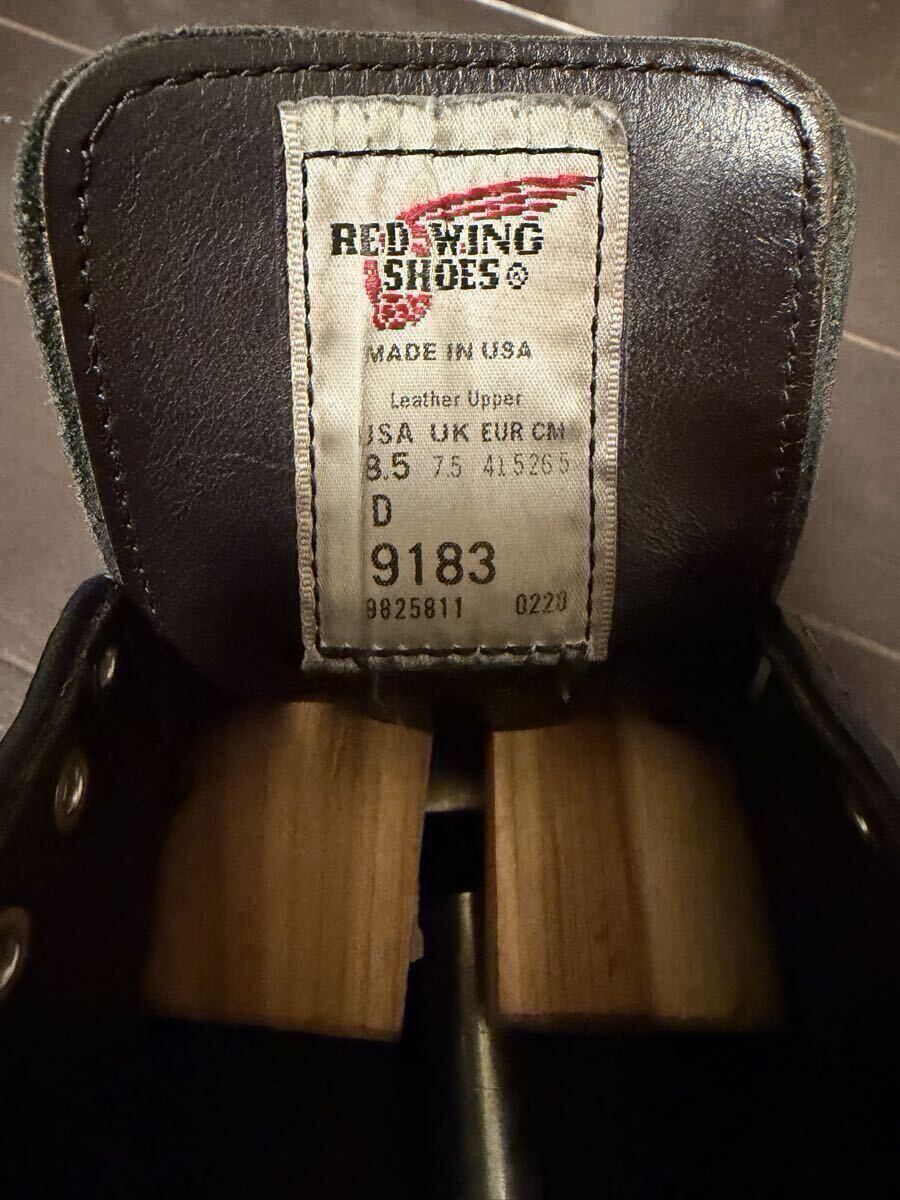 RED WING
SHOES®
MADE IN USA
Leather Upper
USA UK EUR CM
8.5 7.5 41.5 26.5
D
9183
9825811 0220